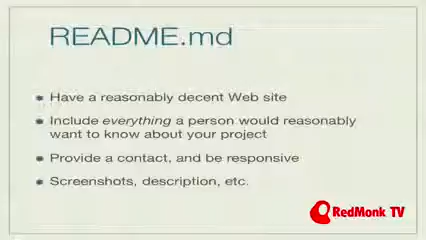 README.md
Have a reasonably decent Web site
Include everything a person would reasonably
want to know about your project
Provide a contact, and be responsive
Screenshots, description, etc.
RedMonk TV